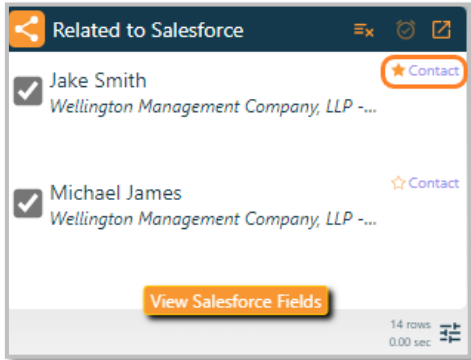 Related to Salesforce
Contact
Jake Smith
Wellington Management Company, LLP -...
Contact
Michael James
Wellington Management Company, LLP -...
View Salesforce Fields
14 rows
0.00 sec